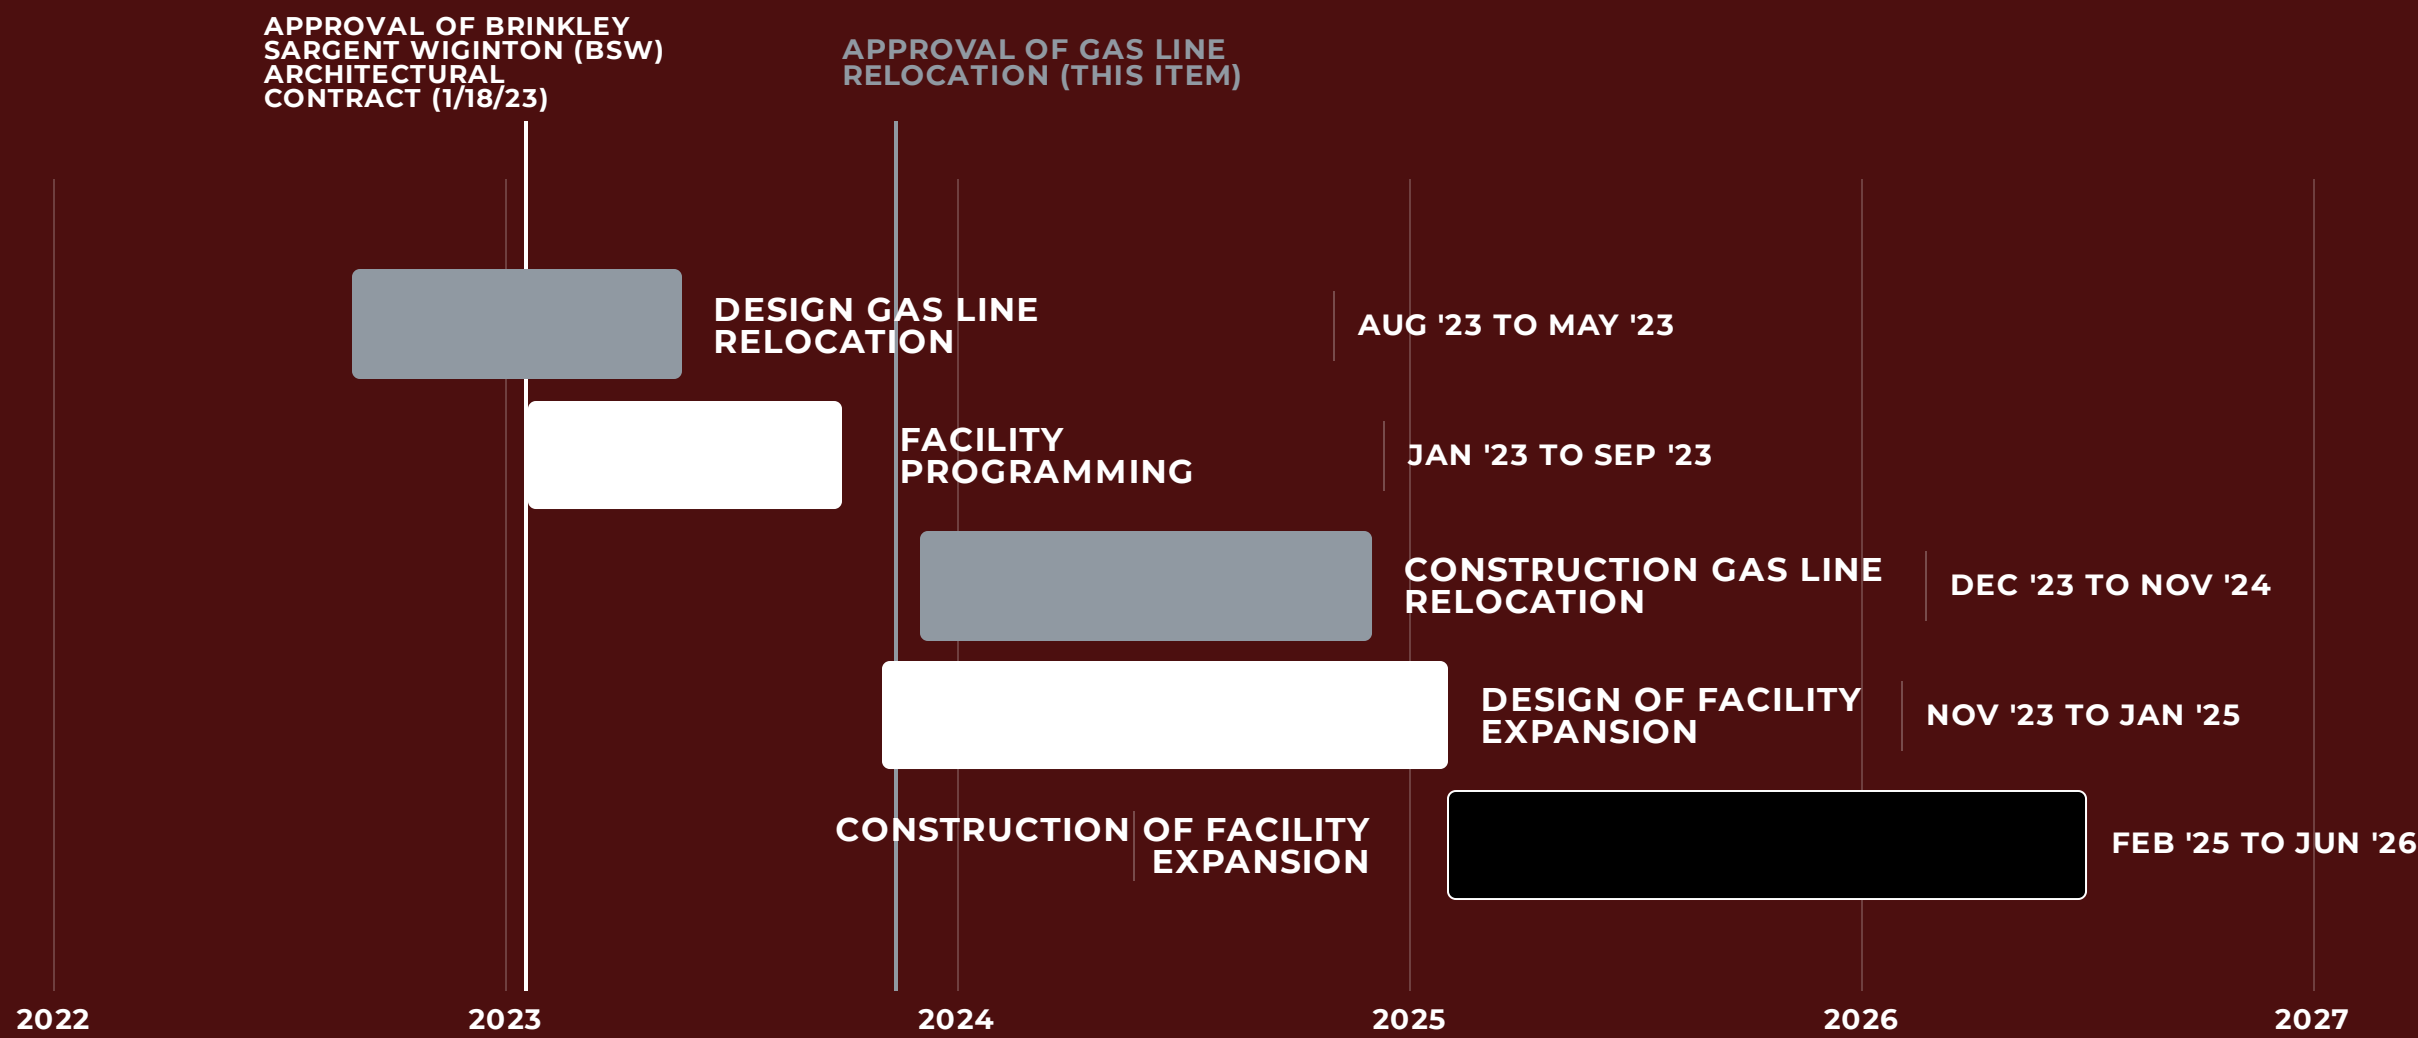 APPROVAL OF BRINKLEY
SARGENT WIGINTON (BSW)
ARCHITECTURAL
CONTRACT (1/18/23)
APPROVAL OF GAS LINE
RELOCATION (THIS ITEM)
DESIGN GAS LINE
RELOCATION
AUG '23 TO MAY '23
FACILITY
PROGRAMMING
JAN '23 TO SEP '23
CONSTRUCTION GAS LINE
RELOCATION
DEC '23 TO NOV '24
DESIGN OF FACILITY
EXPANSION
NOV '23 TO JAN '25
CONSTRUCTION OF FACILITY
EXPANSION
FEB '25 TO JUN '26
2022 2023 2024 2025 2026 2027